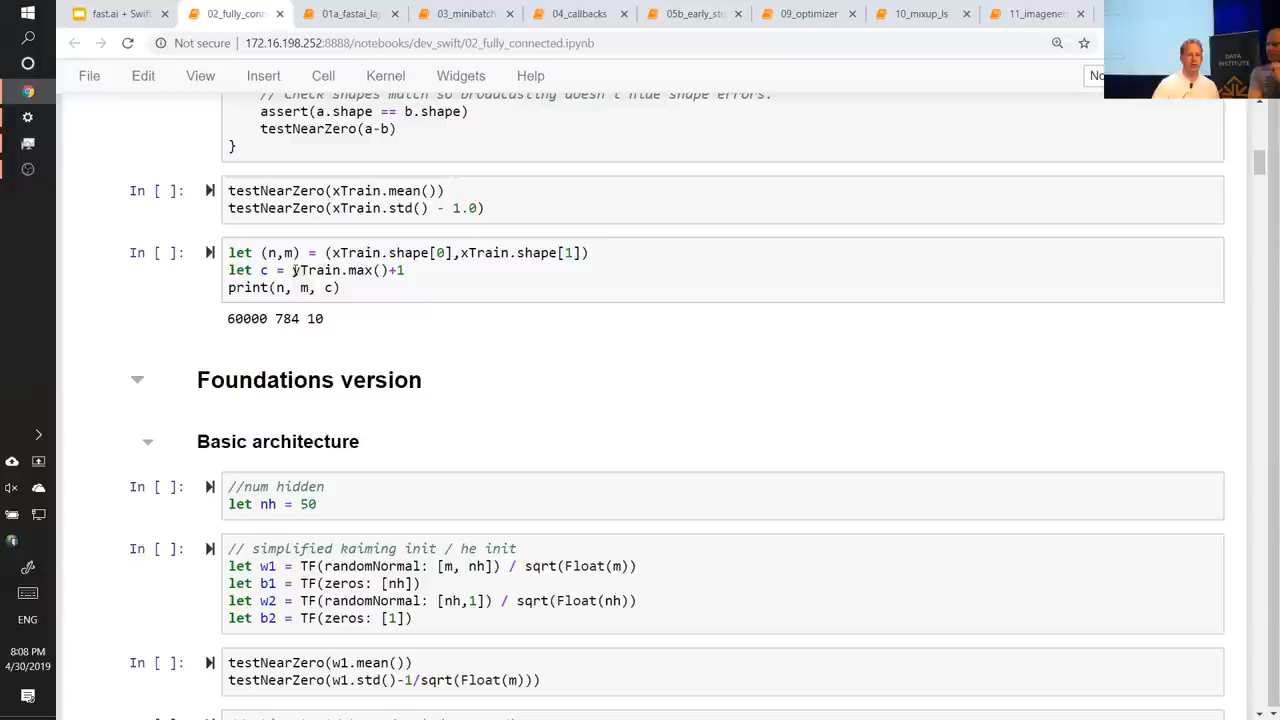 fast.ai • Swift
02_fully_conn
01a_fastai_lay
03_minibatch
04_callbacks
05b_early_sto
09_optimizer
10_mixup_ls
11_imagenet
Not secure | 172.16.198.252:8888/notebooks/dev_swift/02_fully_connected.ipynb
File Edit View Insert Cell Kernel Widgets Help
No
DATA
INSTITUTE
// Check shapes match so broadcasting doesn't hide shape errors.
assert(a.shape == b.shape)
testNearZero(a-b)
}
In [ ]:
testNearZero(xTrain.mean())
testNearZero(xTrain.std() - 1.0)
In [ ]:
let (n,m) = (xTrain.shape[0],xTrain.shape[1])
let c = yTrain.max()+1
print(n, m, c)
60000 784 10
Foundations version
Basic architecture
In [ ]:
//num hidden
let nh = 50
In [ ]:
// simplified kaiming init / he init
let w1 = TF(randomNormal: [m, nh]) / sqrt(Float(m))
let b1 = TF(zeros: [nh])
let w2 = TF(randomNormal: [nh,1]) / sqrt(Float(nh))
let b2 = TF(zeros: [1])
In [ ]:
testNearZero(w1.mean())
testNearZero(w1.std()-1/sqrt(Float(m)))
ENG
8:08 PM
4/30/2019